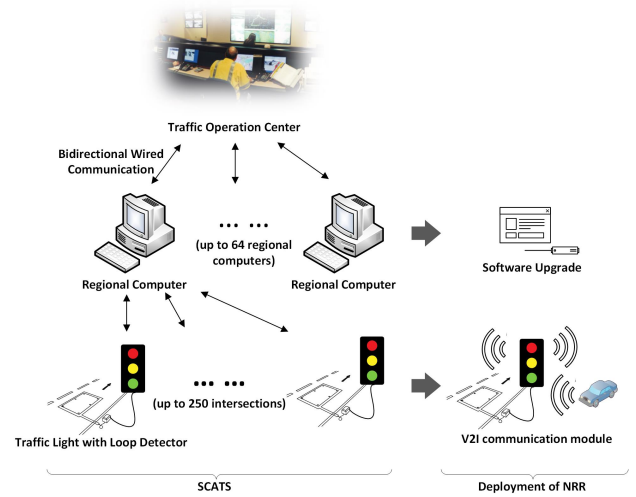 Traffic Operation Center
Bidirectional Wired
Communication
... ...
(up to 64 regional
computers)
Regional Computer
Regional Computer
Software Upgrade
... ...
(up to 250 intersections)
Traffic Light with Loop Detector
V2I communication module
SCATS
Deployment of NRR